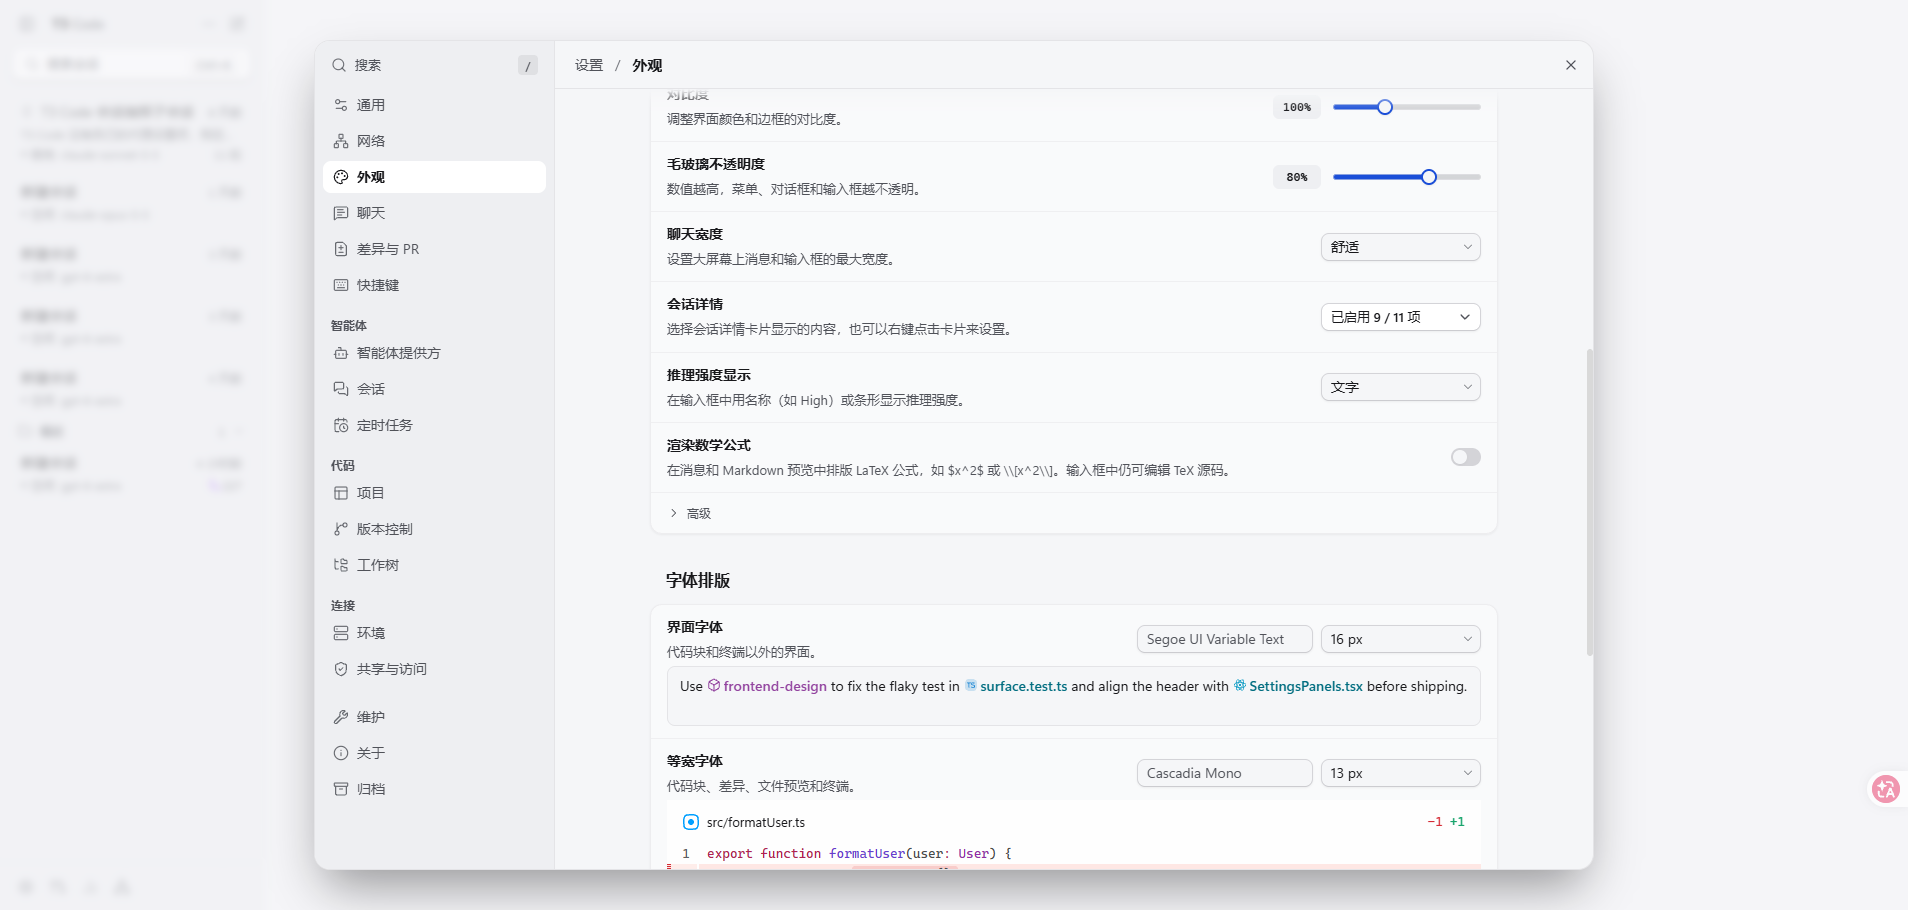 搜索
/
通用
网络
外观
聊天
差异与 PR
快捷键
智能体
智能体提供方
会话
定时任务
代码
项目
版本控制
工作树
连接
环境
共享与访问
维护
关于
归档
设置 / 外观
对比度
调整界面颜色和边框的对比度。
100%
毛玻璃不透明度
数值越高，菜单、对话框和输入框越不透明。
80%
聊天宽度
设置大屏幕上消息和输入框的最大宽度。
舒适
会话详情
选择会话详情卡片显示的内容，也可以右键点击卡片来设置。
已启用 9 / 11 项
推理强度显示
在输入框中用名称（如 High）或条形显示推理强度。
文字
渲染数学公式
在消息和 Markdown 预览中排版 LaTeX 公式，如 $x^2$ 或 \\[x^2\\]。输入框中仍可编辑 TeX 源码。
高级
字体排版
界面字体
代码块和终端以外的界面。
Segoe UI Variable Text
16 px
Use frontend-design to fix the flaky test in surface.test.ts and align the header with SettingsPanels.tsx before shipping.
等宽字体
代码块、差异、文件预览和终端。
Cascadia Mono
13 px
src/formatUser.ts
-1 +1
1 export function formatUser(user: User) {